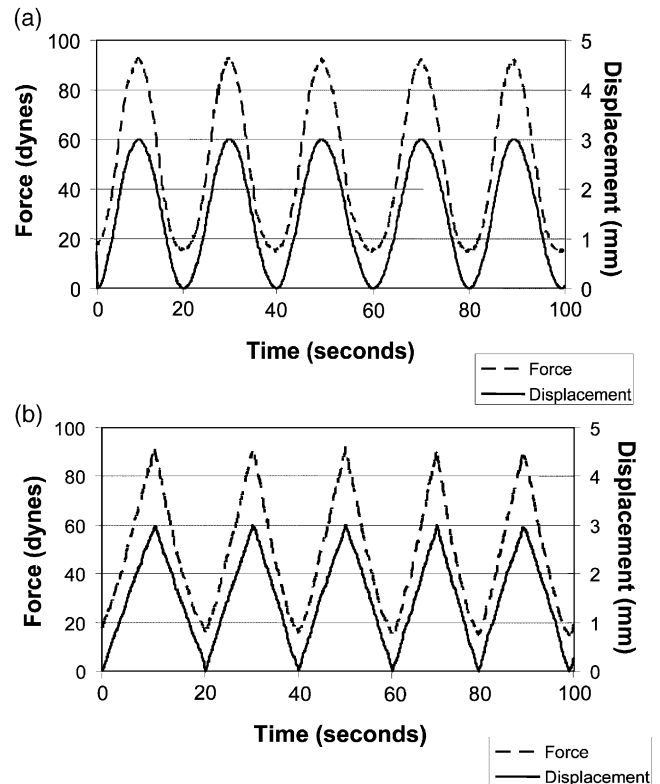 (a)
100
80
60
40
20
0
Force (dynes)
5
4
3
2
1
0
Displacement (mm)
0 20 40 60 80 100
Time (seconds)
Force
Displacement
(b)
100
80
60
40
20
0
Force (dynes)
5
4
3
2
1
0
Displacement (mm)
0 20 40 60 80 100
Time (seconds)
Force
Displacement